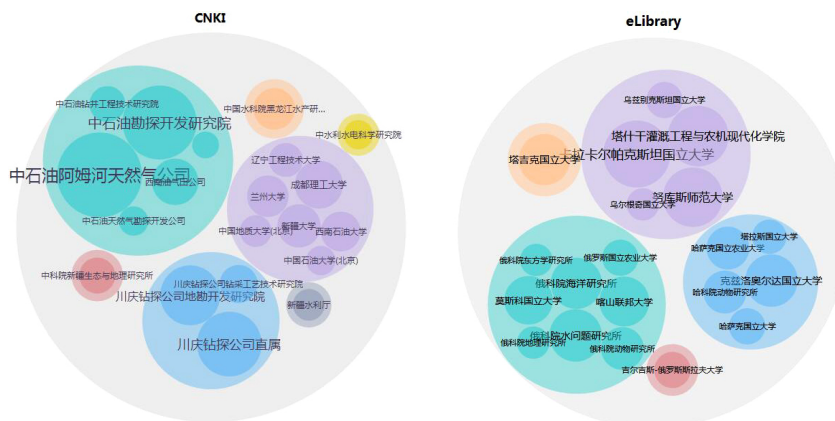 CNKI
中石油钻井工程技术研究院
中石油勘探开发研究院
中石油阿姆河天然气公司
西南油气田公司
中石油天然气勘探开发公司
中国水科院黑龙江水产研...
中水利水电科学研究院
辽宁工程技术大学
成都理工大学
兰州大学
中国地质大学(北京)
新疆大学
西南石油大学
中国石油大学(北京)
中科院新疆生态与地理研究所
川庆钻探公司钻采工艺技术研究院
川庆钻探公司地勘开发研究院
川庆钻探公司直属
新疆水利厅
eLibrary
乌兹别克斯坦国立大学
塔什干灌溉工程与农机现代化学院
卡拉卡尔帕克斯坦国立大学
塔吉克国立大学
努库斯师范大学
乌尔根奇国立大学
俄科院东方学研究所
俄罗斯国立农业大学
俄科院海洋研究所
莫斯科国立大学
喀山联邦大学
俄科院水问题研究所
俄科院地理研究所
俄科院动物研究所
塔拉斯国立大学
哈萨克国立农业大学
克兹洛奥尔达国立大学
哈科院动物研究所
哈萨克国立大学
吉尔吉斯-俄罗斯斯拉夫大学